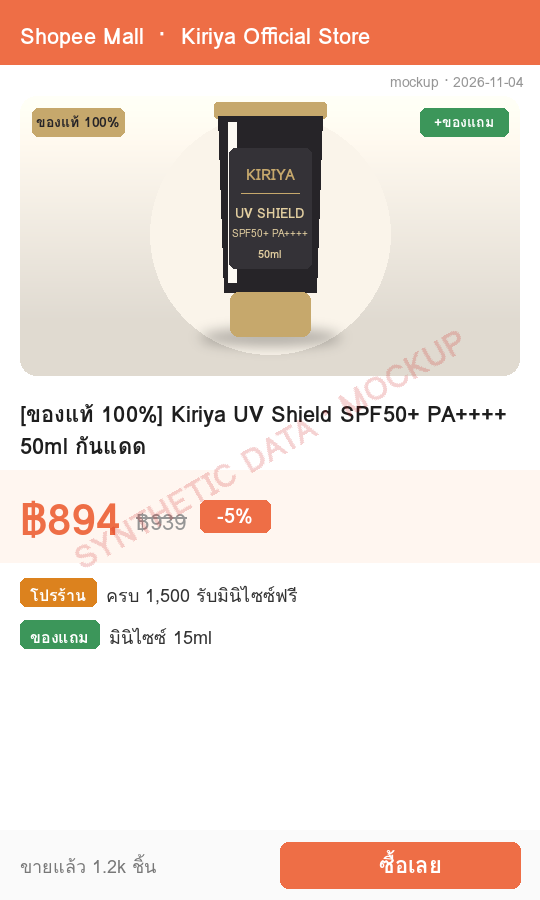 Shopee Mall · Kiriya Official Store
mockup · 2026-11-04
ของแท้ 100%
+ของแถม
KIRIYA
UV SHIELD
SPF50+ PA++++
50ml
[ของแท้ 100%] Kiriya UV Shield SPF50+ PA++++
50ml กันแดด
฿894 ฿939 -5%
โปรร้าน ครบ 1,500 รับมินิไซซ์ฟรี
ของแถม มินิไซซ์ 15ml
SYNTHETIC DATA · MOCKUP
ขายแล้ว 1.2k ชิ้น
ซื้อเลย